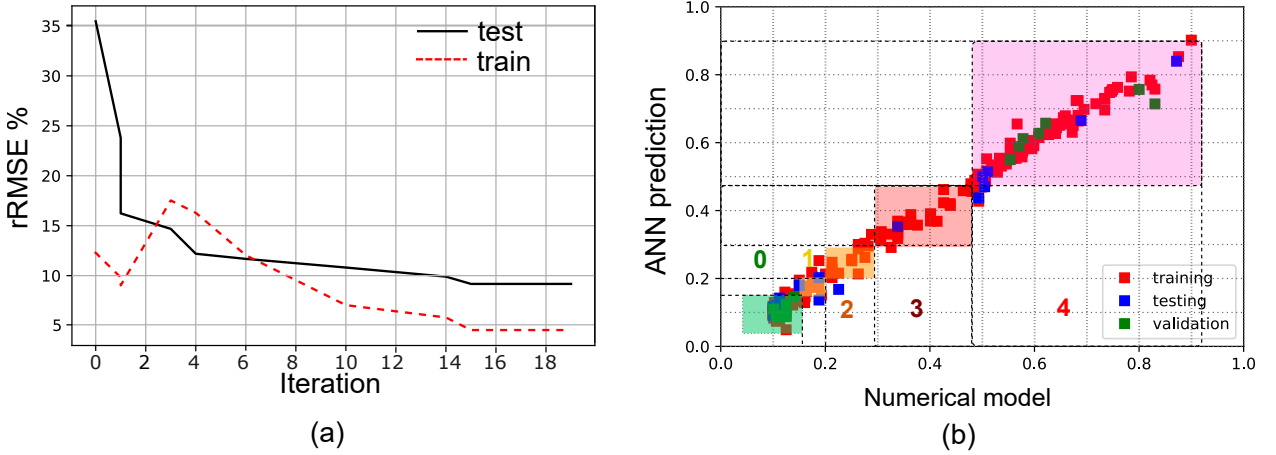 35
30
25
20
15
10
5
0 2 4 6 8 10 12 14 16 18
rRMSE %
Iteration
test
train
(a)
1.0
0.8
0.6
0.4
0.2
0.0
0.0 0.2 0.4 0.6 0.8 1.0
ANN prediction
Numerical model
0
1
2
3
4
training
testing
validation
(b)